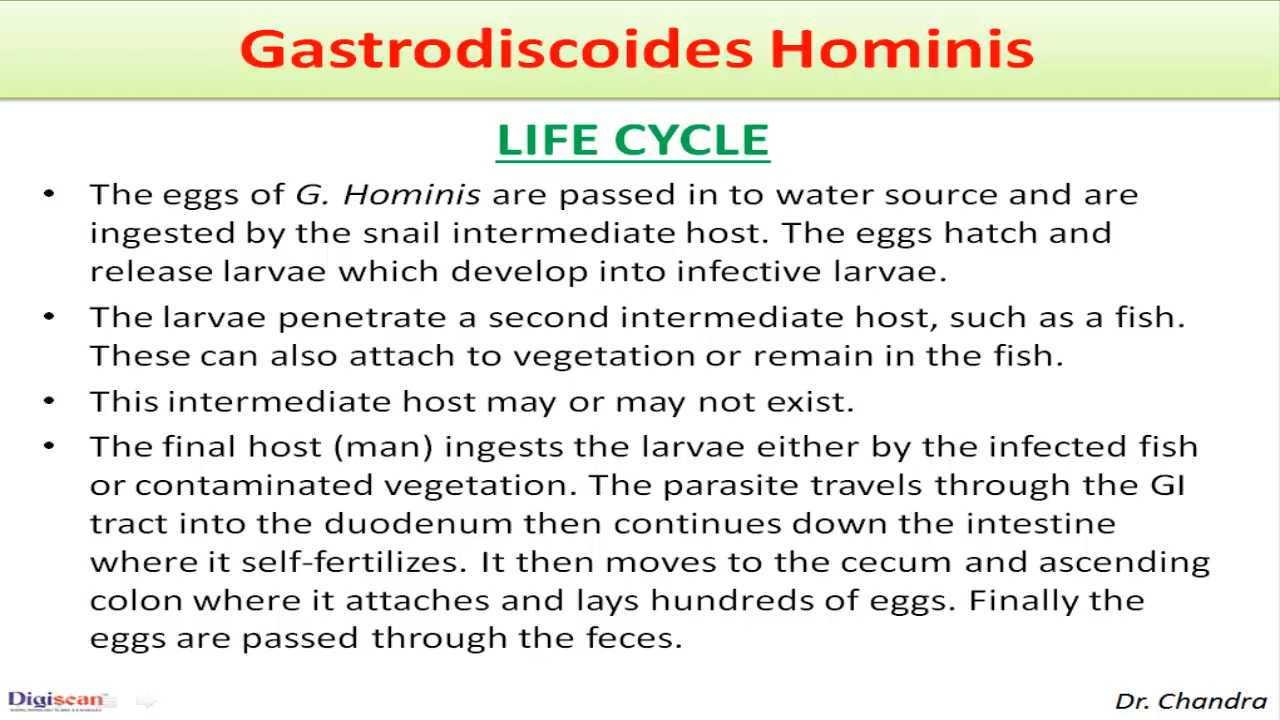 Gastrodiscoides Hominis
LIFE CYCLE
• The eggs of G. Hominis are passed in to water source and are
ingested by the snail intermediate host. The eggs hatch and
release larvae which develop into infective larvae.
• The larvae penetrate a second intermediate host, such as a fish.
These can also attach to vegetation or remain in the fish.
• This intermediate host may or may not exist.
• The final host (man) ingests the larvae either by the infected fish
or contaminated vegetation. The parasite travels through the GI
tract into the duodenum then continues down the intestine
where it self-fertilizes. It then moves to the cecum and ascending
colon where it attaches and lays hundreds of eggs. Finally the
eggs are passed through the feces.
Digiscan
Dr. Chandra